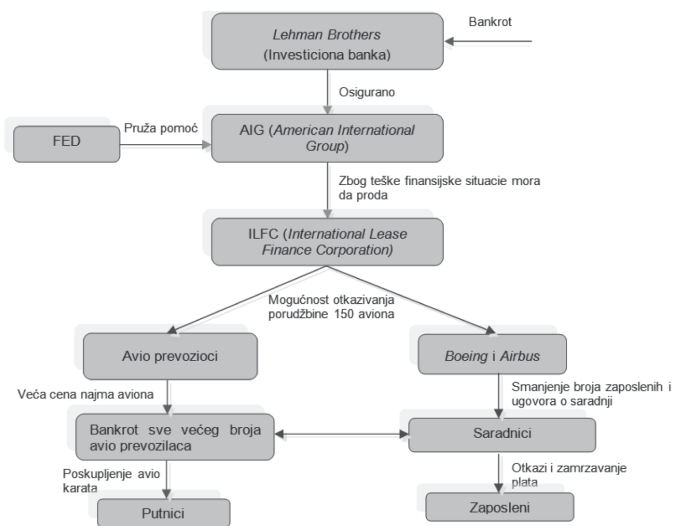 Lehman Brothers
(Investiciona banka)
Bankrot
Osigurano
FED
Pruža pomoć
AIG (American International
Group)
Zbog teške finansijske situacie mora
da proda
ILFC (International Lease
Finance Corporation)
Mogućnost otkazivanja
porudžbine 150 aviona
Avio prevozioci
Boeing i Airbus
Veća cena najma aviona
Smanjenje broja zaposlenih i
ugovora o saradnji
Bankrot sve većeg broja
avio prevozilaca
Saradnici
Poskupljenje avio
karata
Otkazi i zamrzavanje
plata
Putnici
Zaposleni